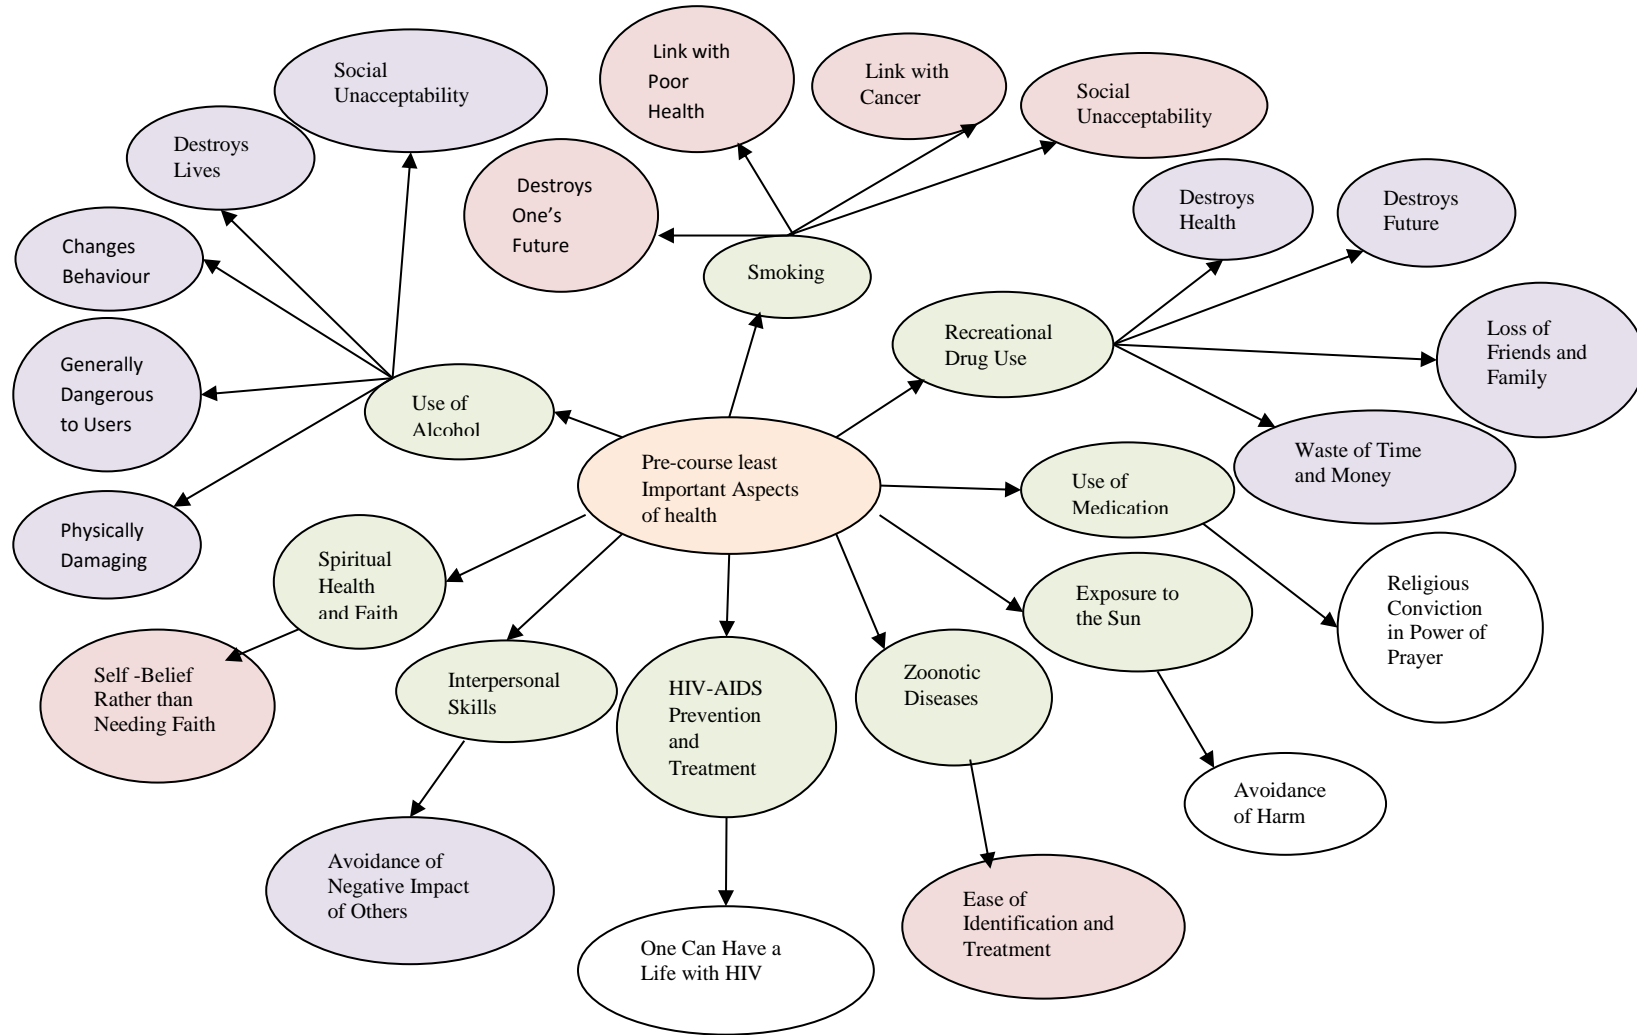 Social
Unacceptability
Link with
Poor
Health
Link with
Cancer
Social
Unacceptability
Destroys
Lives
Destroys
One’s
Future
Destroys
Health
Destroys
Future
Changes
Behaviour
Smoking
Generally
Dangerous
to Users
Use of
Alcohol
Recreational
Drug Use
Loss of
Friends and
Family
Waste of Time
and Money
Pre-course least
Important Aspects
of health
Use of
Medication
Physically
Damaging
Spiritual
Health
and Faith
Exposure to
the Sun
Religious
Conviction
in Power of
Prayer
Self -Belief
Rather than
Needing Faith
Interpersonal
Skills
HIV-AIDS
Prevention
and
Treatment
Zoonotic
Diseases
Avoidance
of Harm
Avoidance of
Negative Impact
of Others
One Can Have a
Life with HIV
Ease of
Identification and
Treatment